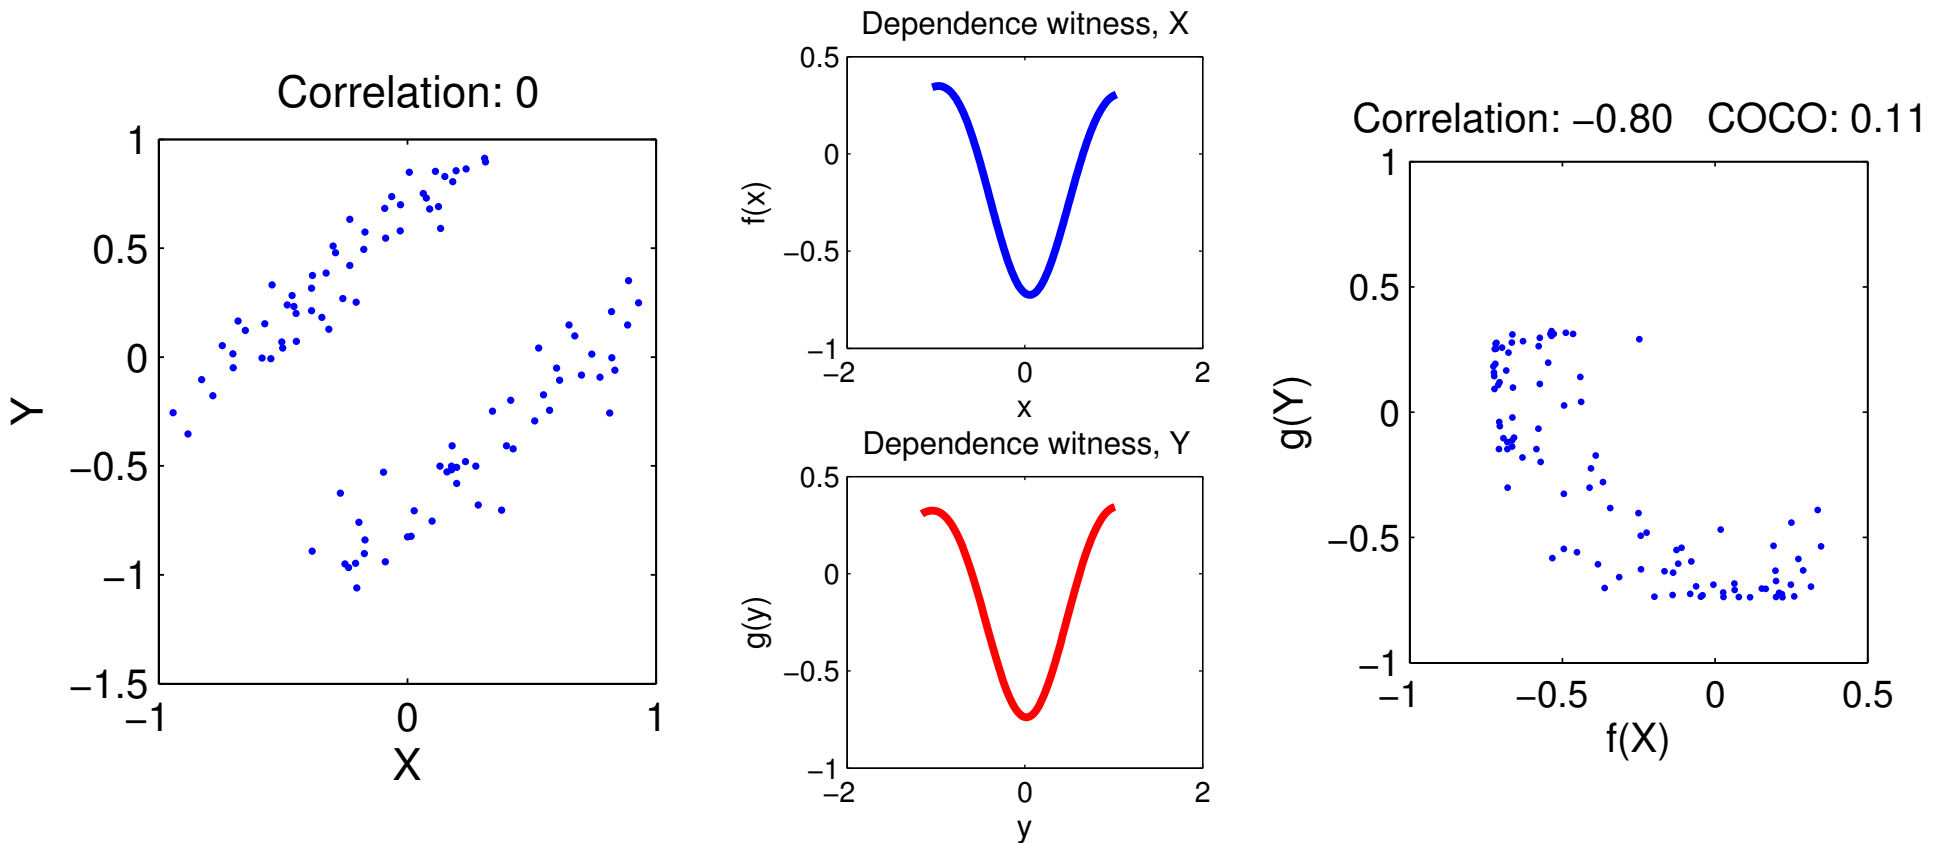 Correlation: 0
1
0.5
0
−0.5
−1
−1.5
−1 0 1
X
Y
Dependence witness, X
0.5
0
−0.5
−1
−2 0 2
x
f(x)
Dependence witness, Y
0.5
0
−0.5
−1
−2 0 2
y
g(y)
Correlation: −0.80 COCO: 0.11
1
0.5
0
−0.5
−1
−1 −0.5 0 0.5
f(X)
g(Y)